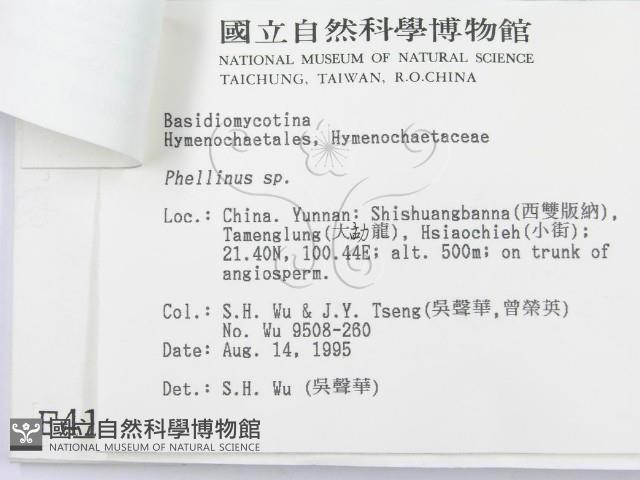 國立自然科學博物館
NATIONAL MUSEUM OF NATURAL SCIENCE
TAICHUNG, TAIWAN, R.O.CHINA
Basidiomycotina
Hymenochaetales, Hymenochaetaceae
Phellinus sp.
Loc.: China. Yunnan: Shishuangbanna(西雙版納),
Tamenglung(大勐龍), Hsiaochieh(小街);
21.40N, 100.44E; alt. 500m; on trunk of
angiosperm.
Col.: S.H. Wu & J.Y. Tseng(吳聲華,曾榮英)
No. Wu 9508-260
Date: Aug. 14, 1995
Det.: S.H. Wu (吳聲華)
F41
國立自然科學博物館
NATIONAL MUSEUM OF NATURAL SCIENCE